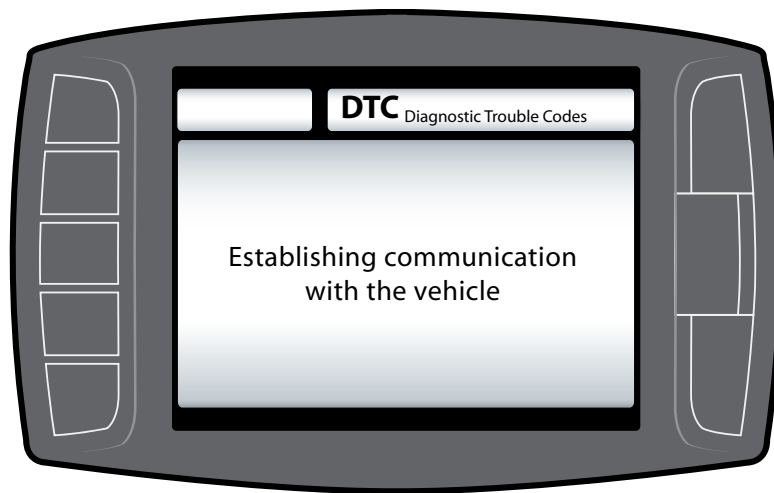 DTC Diagnostic Trouble Codes
Establishing communication
with the vehicle